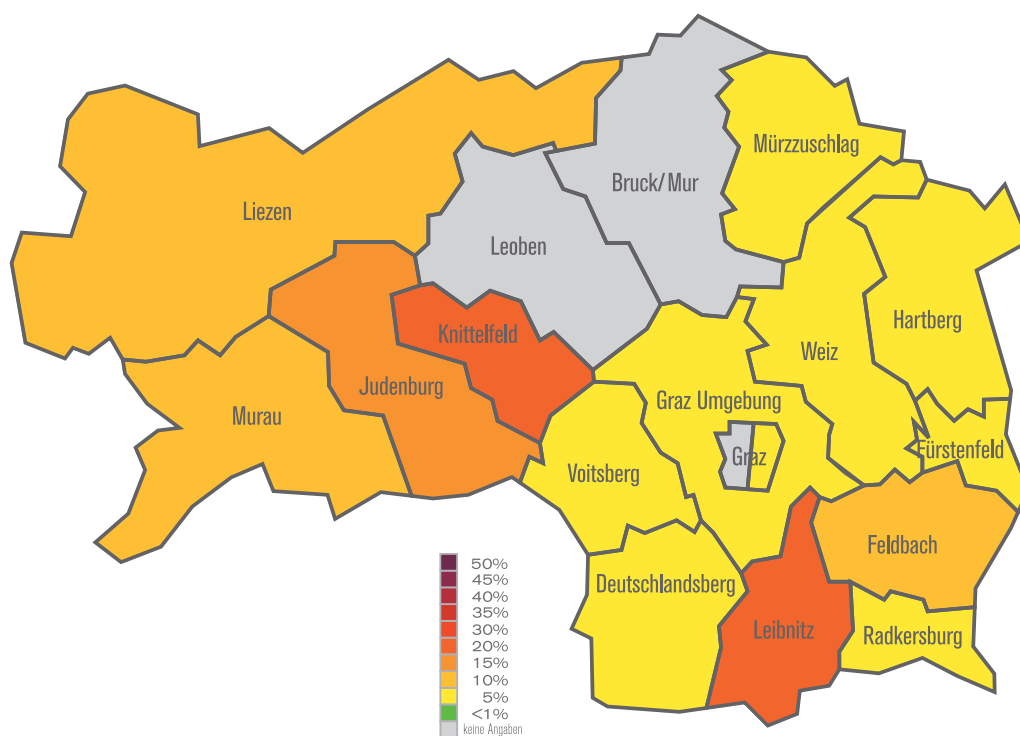 Mürzzuschlag
Bruck/Mur
Liezen
Leoben
Hartberg
Knittelfeld
Weiz
Judenburg
Graz Umgebung
Murau
Fürstenfeld
Graz
Voitsberg
Feldbach
Deutschlandsberg
Leibnitz
Radkersburg
50%
45%
40%
35%
30%
20%
15%
10%
5%
<1%
keine Angaben